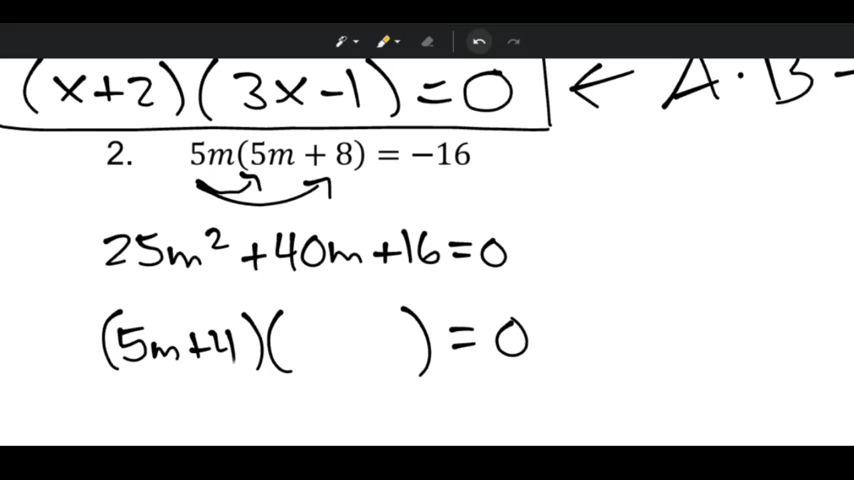 (x+2)(3x-1)=0 ← A·B
2. 5m(5m + 8) = −16
25m² +40m+16=0
(5m+4)( ) = 0